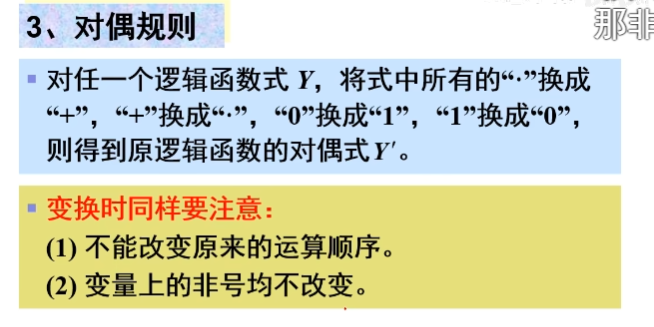 那非
3、对偶规则
▪ 对任一个逻辑函数式 Y，将式中所有的“·”换成
“+”，“+”换成“·”，“0”换成“1”，“1”换成“0”，
则得到原逻辑函数的对偶式Y′。
▪ 变换时同样要注意：
(1) 不能改变原来的运算顺序。
(2) 变量上的非号均不改变。